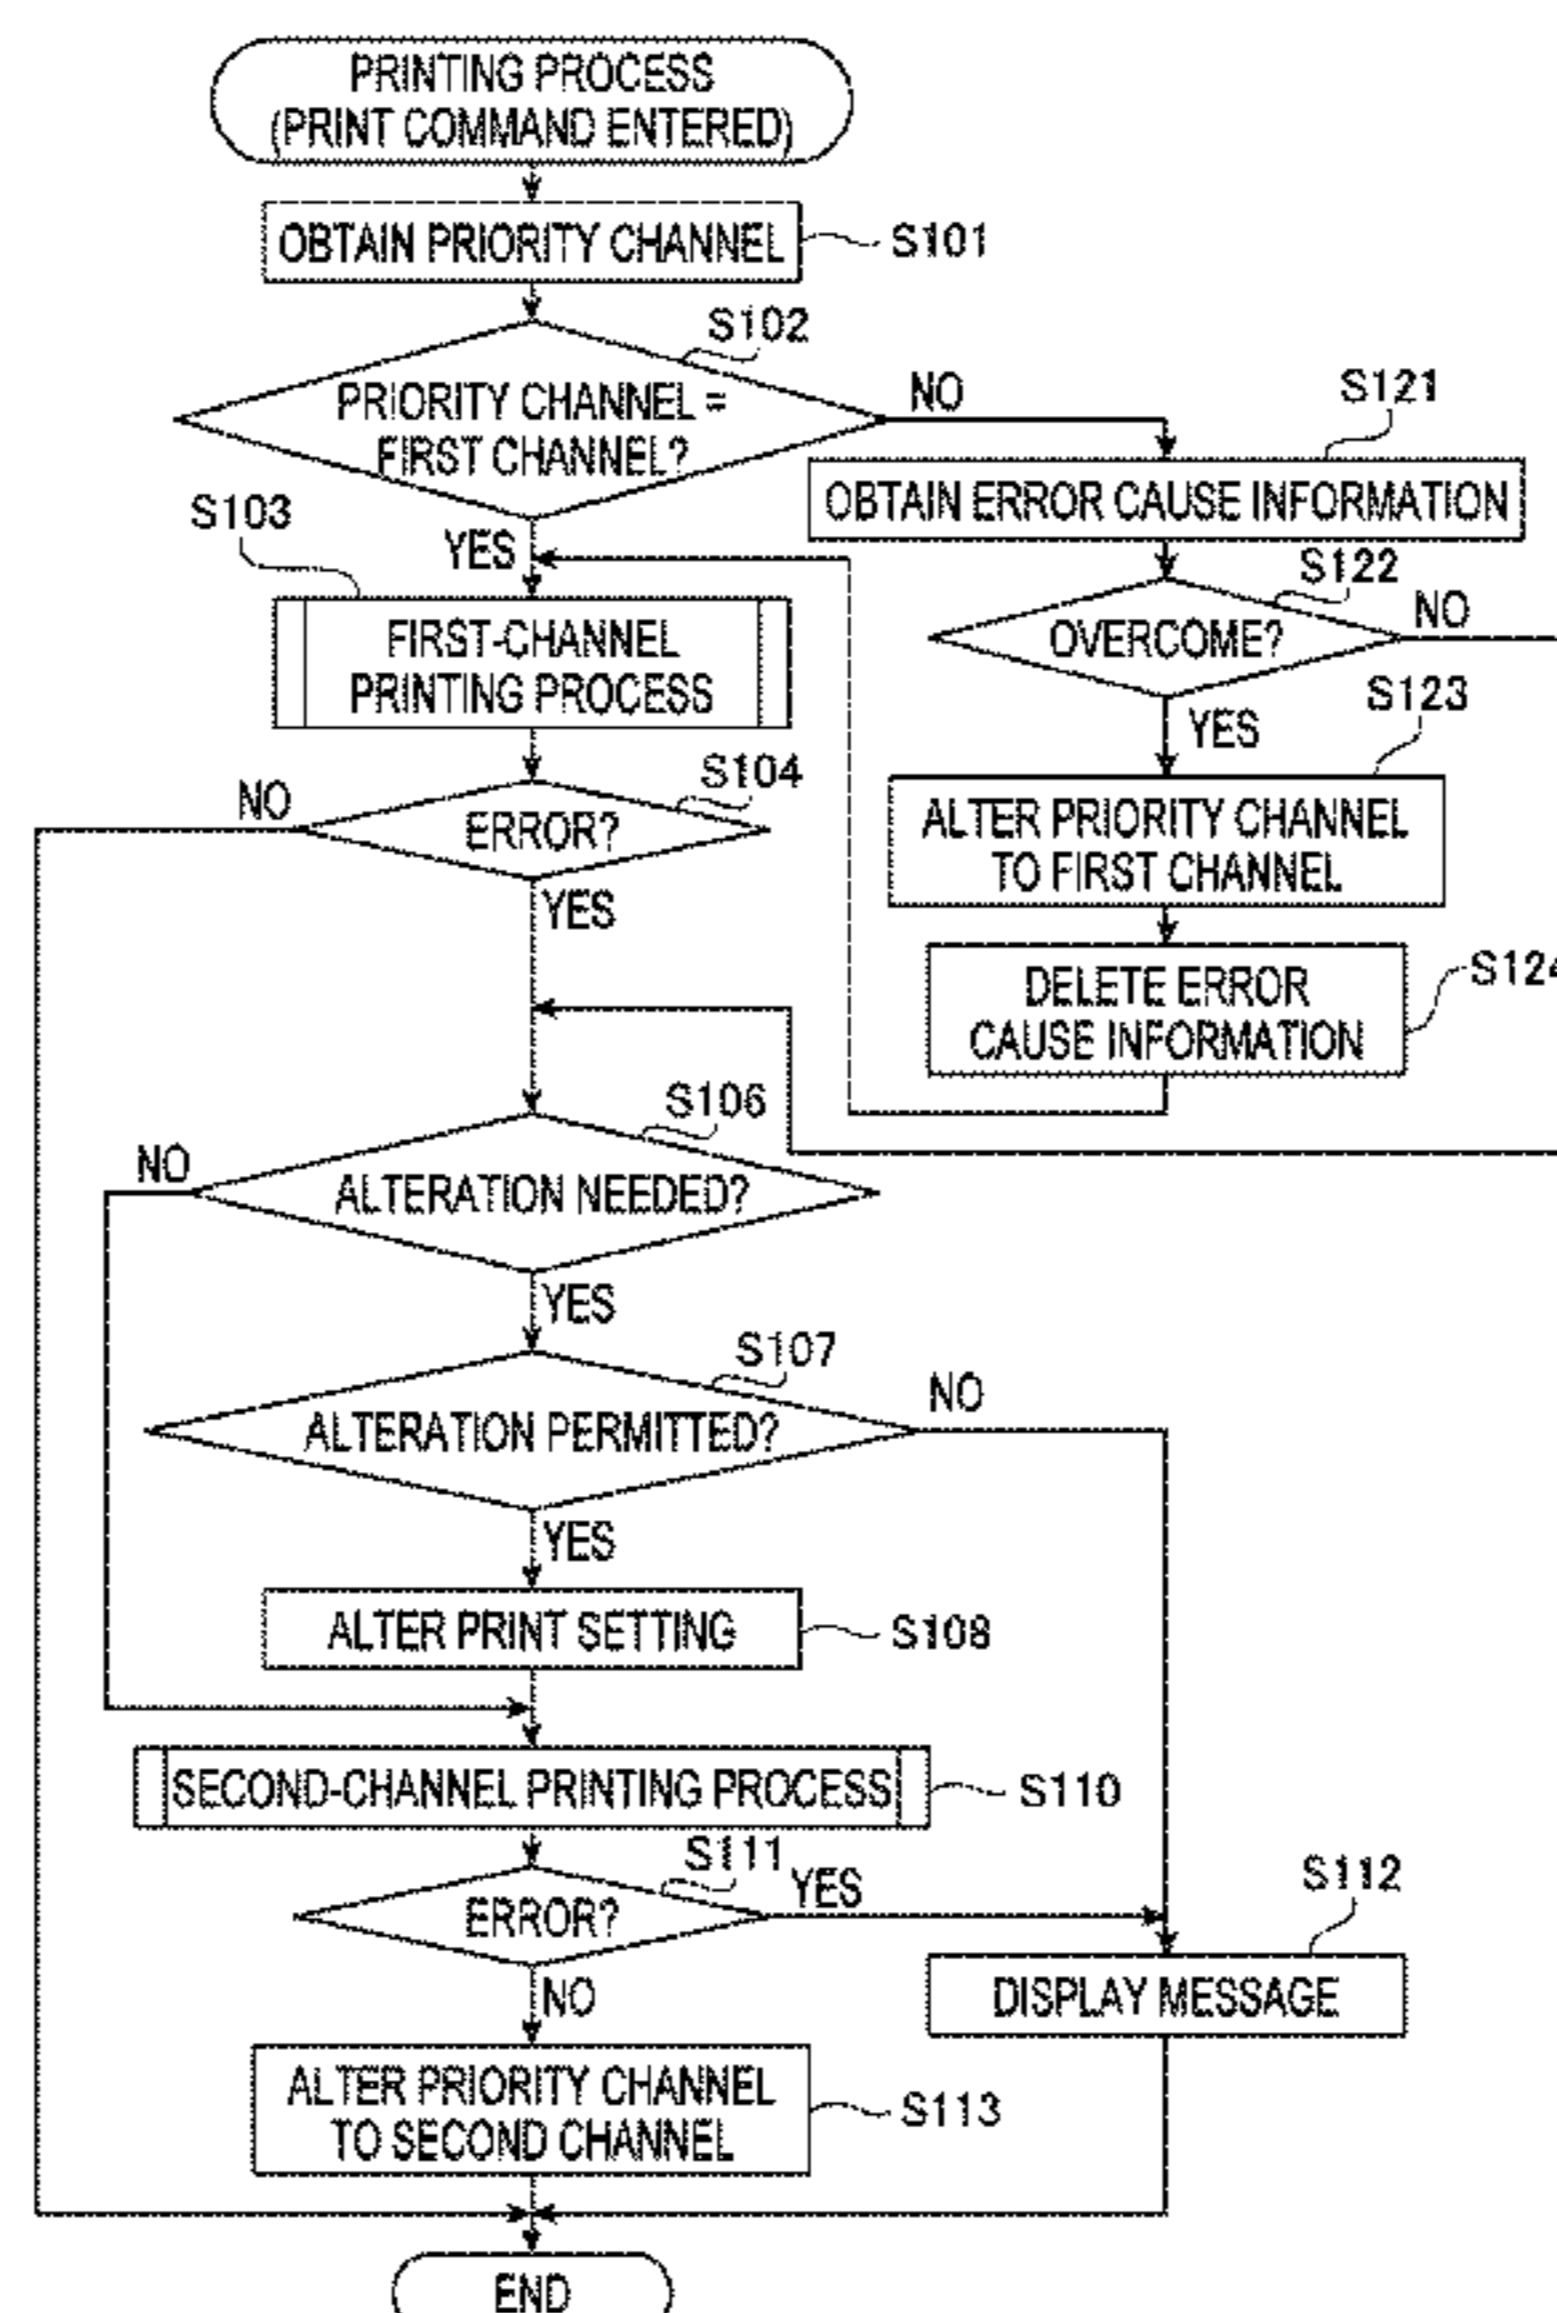 PRINTING PROCESS
(PRINT COMMAND ENTERED)
OBTAIN PRIORITY CHANNEL
S101
S102
PRIORITY CHANNEL =
FIRST CHANNEL?
NO
YES
S121
OBTAIN ERROR CAUSE INFORMATION
S103
FIRST-CHANNEL
PRINTING PROCESS
S122
OVERCOME?
NO
YES
S123
ALTER PRIORITY CHANNEL
TO FIRST CHANNEL
S104
ERROR?
NO
YES
DELETE ERROR
CAUSE INFORMATION
S124
S106
ALTERATION NEEDED?
NO
YES
S107
ALTERATION PERMITTED?
NO
YES
ALTER PRINT SETTING
S108
SECOND-CHANNEL PRINTING PROCESS
S110
S111
ERROR?
YES
NO
S112
DISPLAY MESSAGE
ALTER PRIORITY CHANNEL
TO SECOND CHANNEL
S113
END